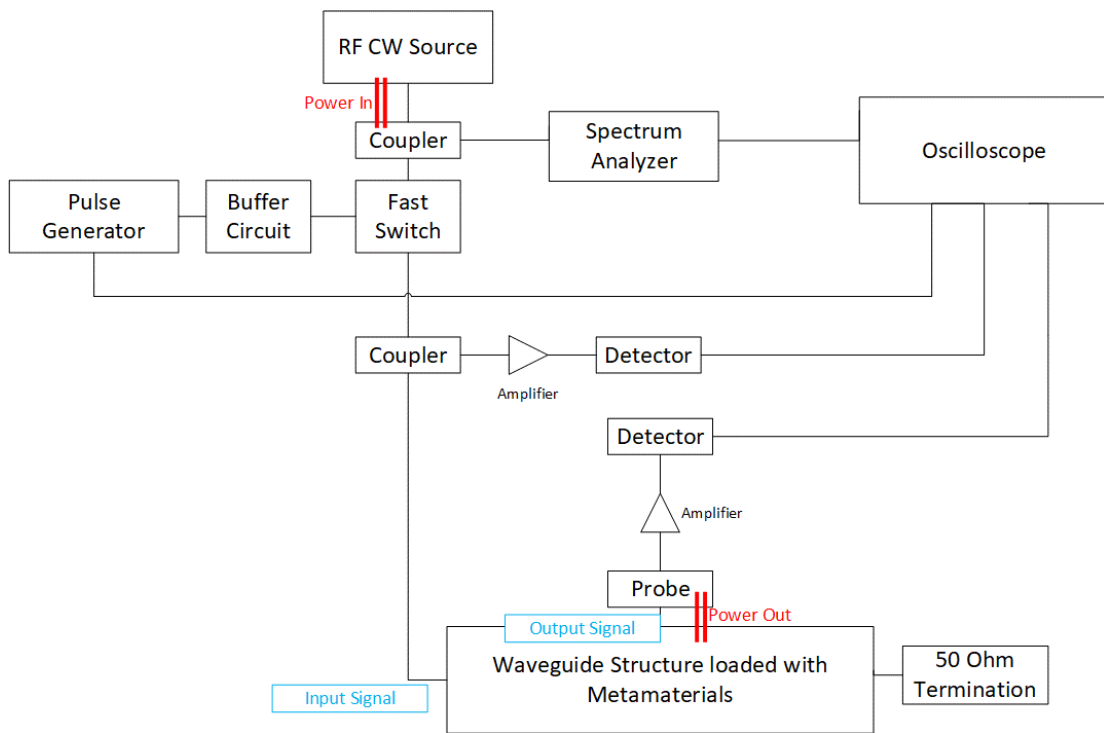 RF CW Source
Power In
Coupler
Spectrum
Analyzer
Oscilloscope
Pulse
Generator
Buffer
Circuit
Fast
Switch
Coupler
Amplifier
Detector
Detector
Amplifier
Probe
Power Out
Output Signal
Waveguide Structure loaded with
Metamaterials
50 Ohm
Termination
Input Signal